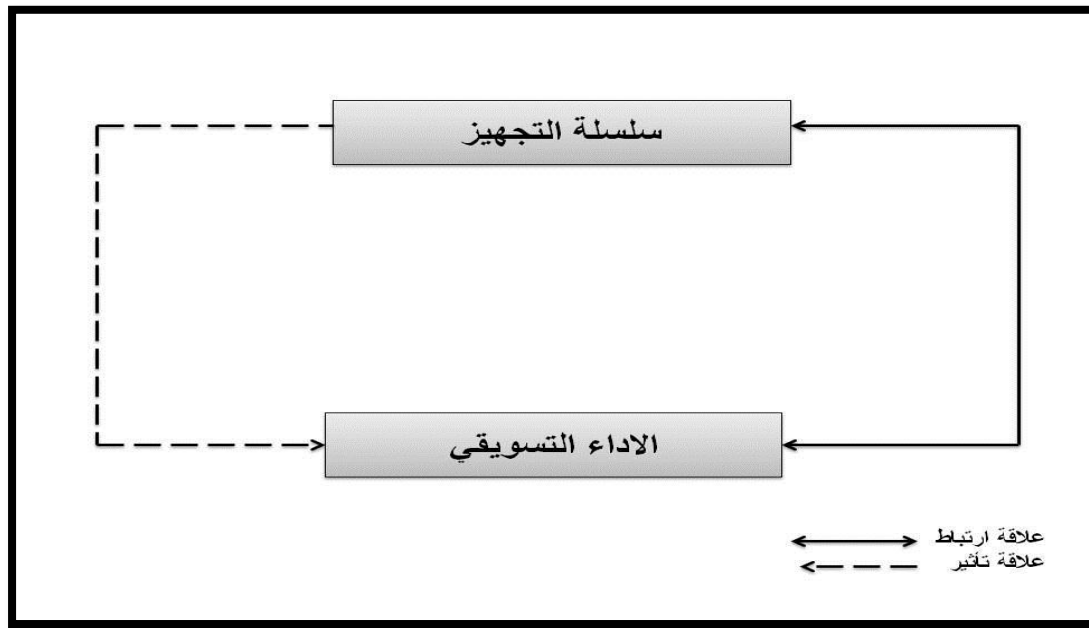 سلسلة التجهيز
الاداء التسويقي
علاقة ارتباط
علاقة تأثير